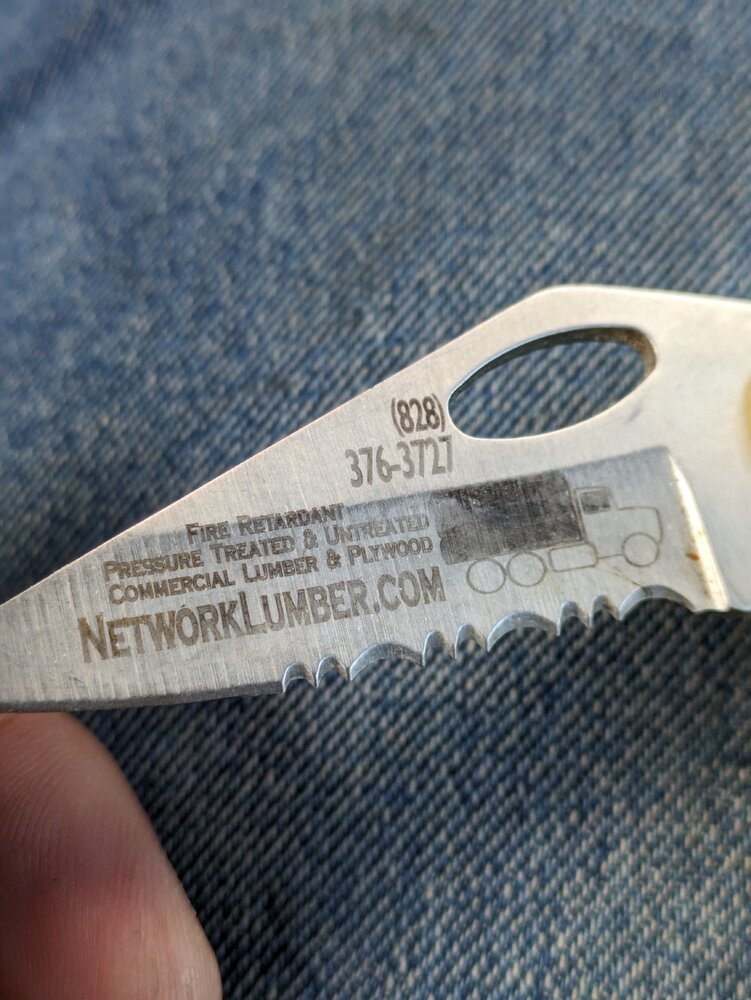 (828)
376-3727
Fire Retardant
Pressure Treated & Untreated
Commercial Lumber & Plywood
NetworkLumber.com